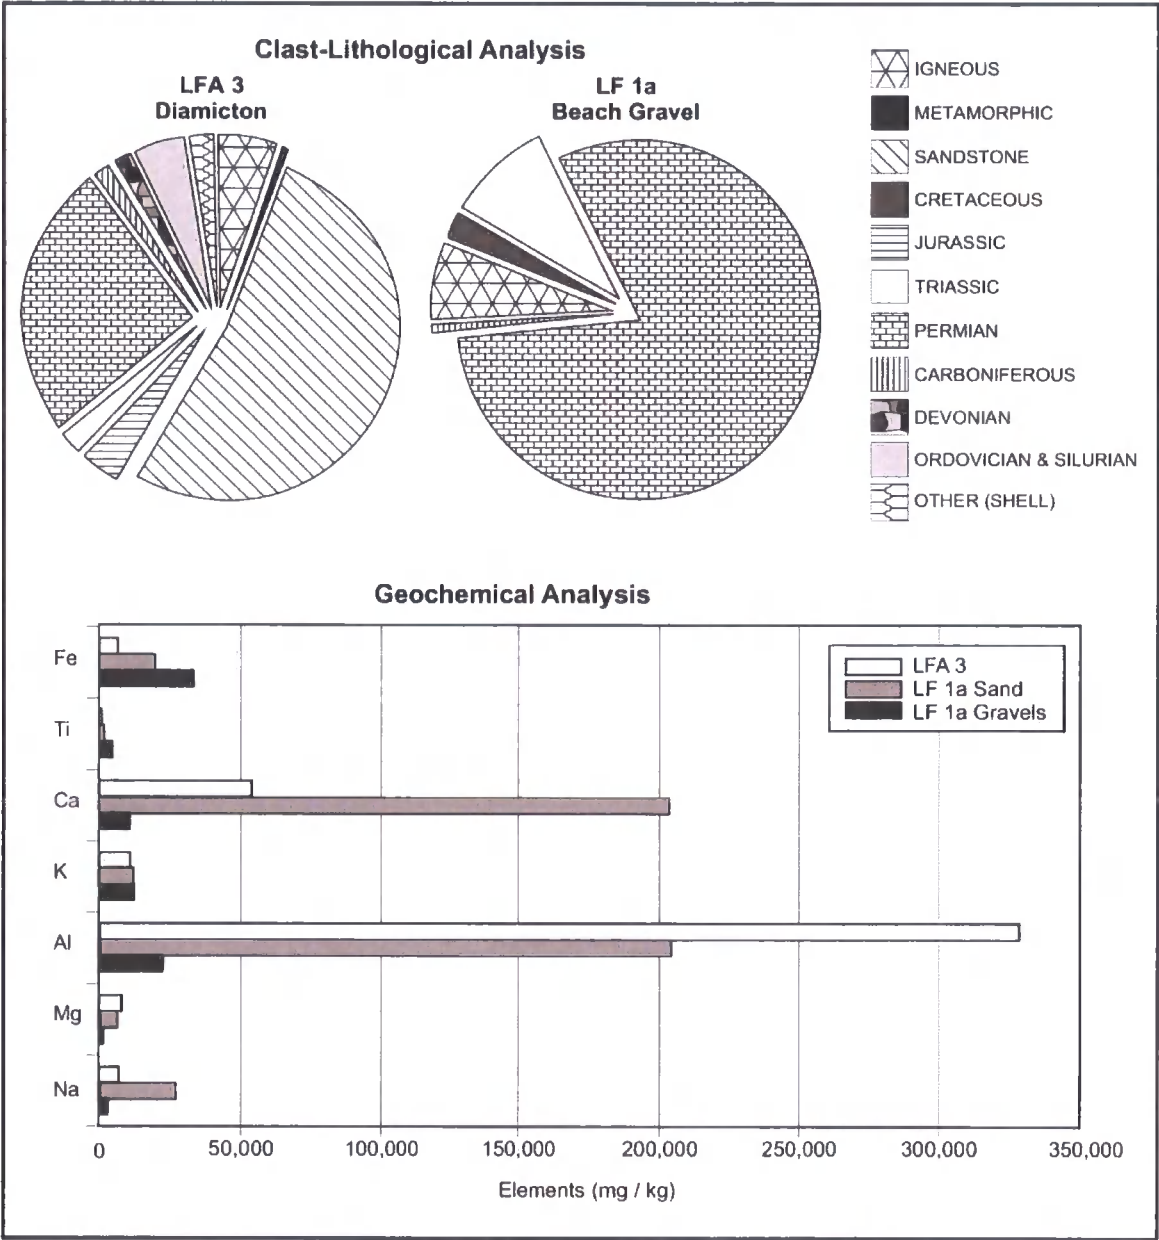 Clast-Lithological Analysis
LFA 3
Diamicton
LF 1a
Beach Gravel
IGNEOUS
METAMORPHIC
SANDSTONE
CRETACEOUS
JURASSIC
TRIASSIC
PERMIAN
CARBONIFEROUS
DEVONIAN
ORDOVICIAN & SILURIAN
OTHER (SHELL)
Geochemical Analysis
LFA 3
LF 1a Sand
LF 1a Gravels
Fe
Ti
Ca
K
Al
Mg
Na
0 50,000 100,000 150,000 200,000 250,000 300,000 350,000
Elements (mg / kg)